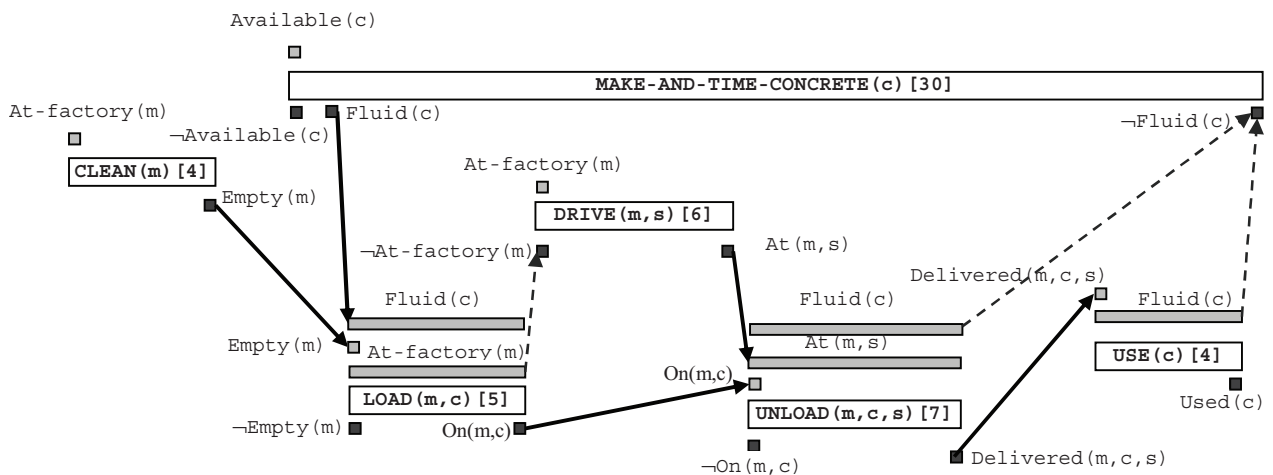 Available(c)
MAKE-AND-TIME-CONCRETE(c)[30]
At-factory(m)
¬Available(c)
Fluid(c)
¬Fluid(c)
At-factory(m)
CLEAN(m)[4]
Empty(m)
DRIVE(m,s)[6]
¬At-factory(m)
At(m,s)
Delivered(m,c,s)
Fluid(c)
Fluid(c)
Fluid(c)
Empty(m)
At-factory(m)
At(m,s)
USE(c)[4]
On(m,c)
LOAD(m,c)[5]
UNLOAD(m,c,s)[7]
Used(c)
¬Empty(m)
On(m,c)
¬On(m,c)
Delivered(m,c,s)